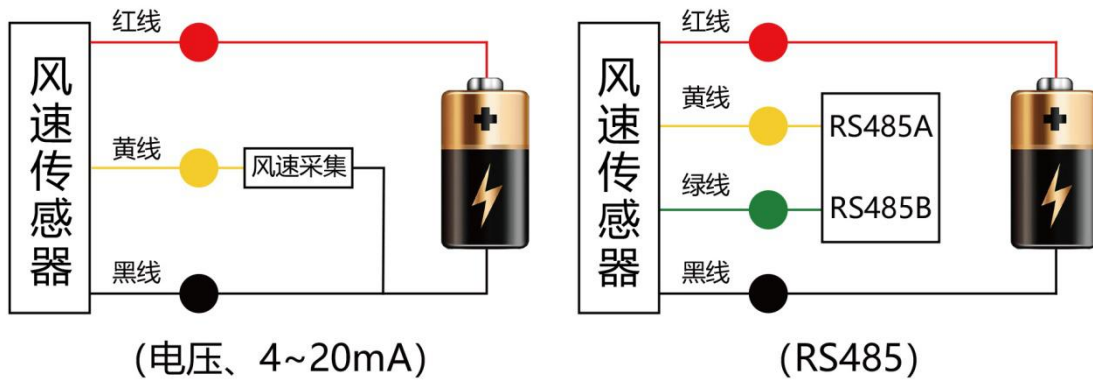 风速传感器
红线
黄线
风速采集
黑线
(电压、4~20mA)
风速传感器
红线
黄线
RS485A
绿线
RS485B
黑线
(RS485)